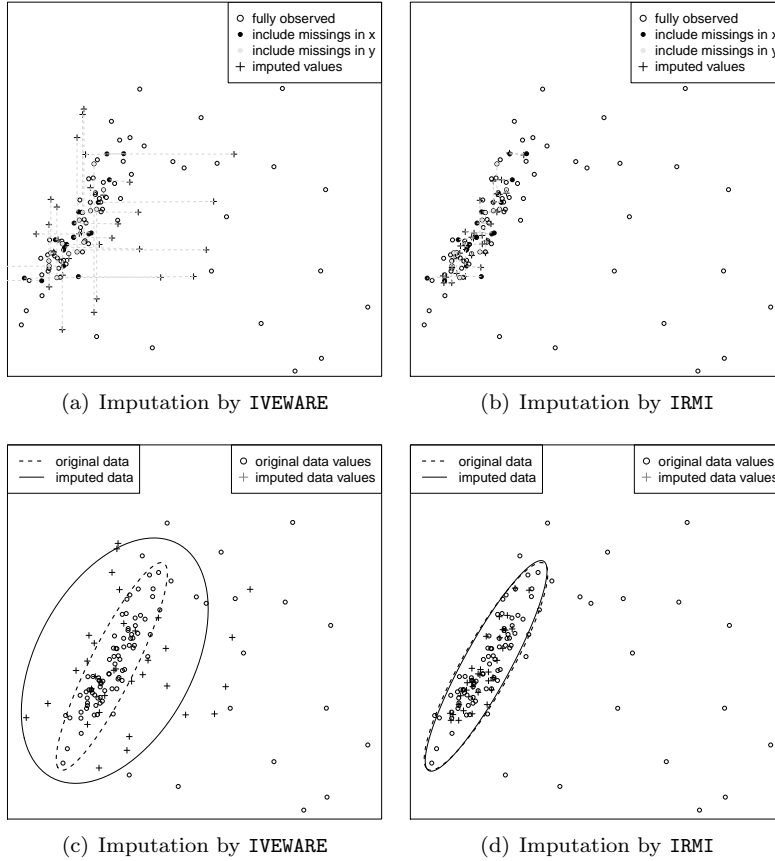 fully observed
include missings in x
include missings in y
imputed values
fully observed
include missings in x
include missings in y
imputed values
(a) Imputation by IVEWARE
(b) Imputation by IRMI
original data
imputed data
original data values
imputed data values
original data
imputed data
original data values
imputed data values
(c) Imputation by IVEWARE
(d) Imputation by IRMI